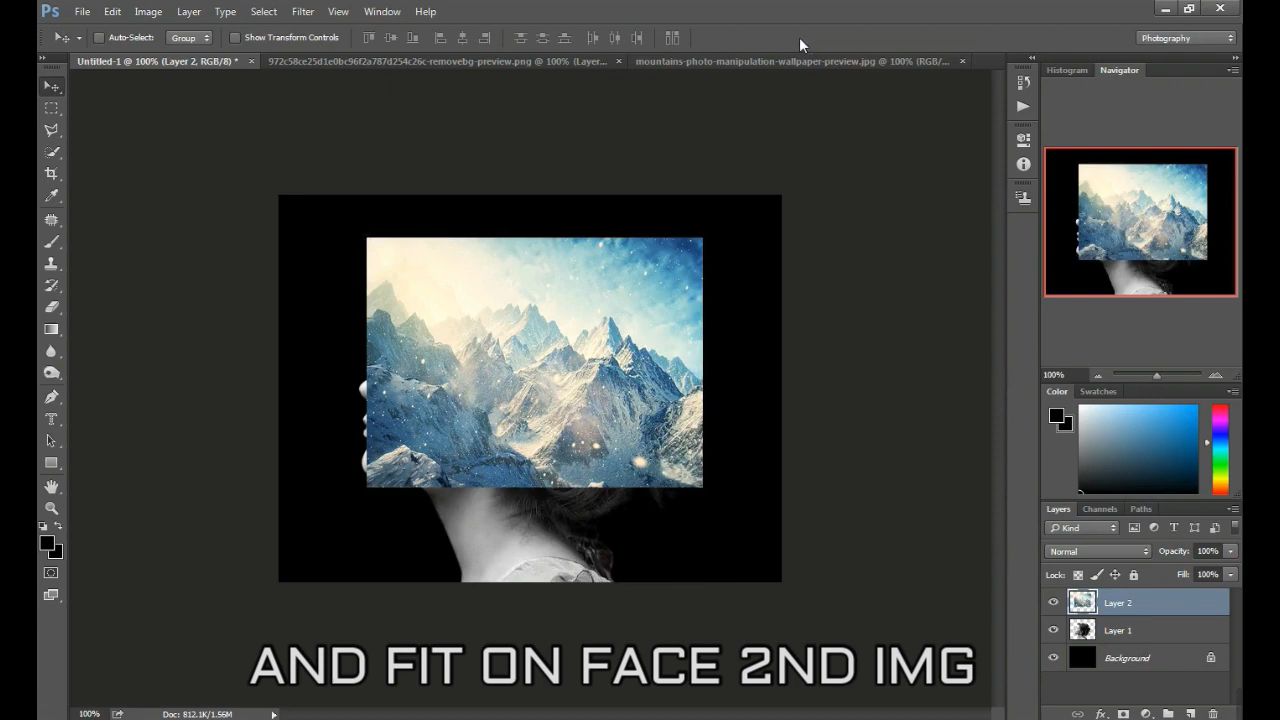 Ps File Edit Image Layer Type Select Filter View Window Help
Auto-Select: Group Show Transform Controls Photography
Untitled-1 @ 100% (Layer 2, RGB/8) * 972c58ce25d1e0bc96f2a787d254c26c-removebg-preview.png @ 100% (Layer... mountains-photo-manipulation-wallpaper-preview.jpg @ 100% (RGB/...
Histogram Navigator
100%
Color Swatches
Layers Channels Paths
Kind
Normal Opacity: 100%
Lock: Fill: 100%
Layer 2
Layer 1
Background
AND FIT ON FACE 2ND IMG
100% Doc: 812.1K/1.56M